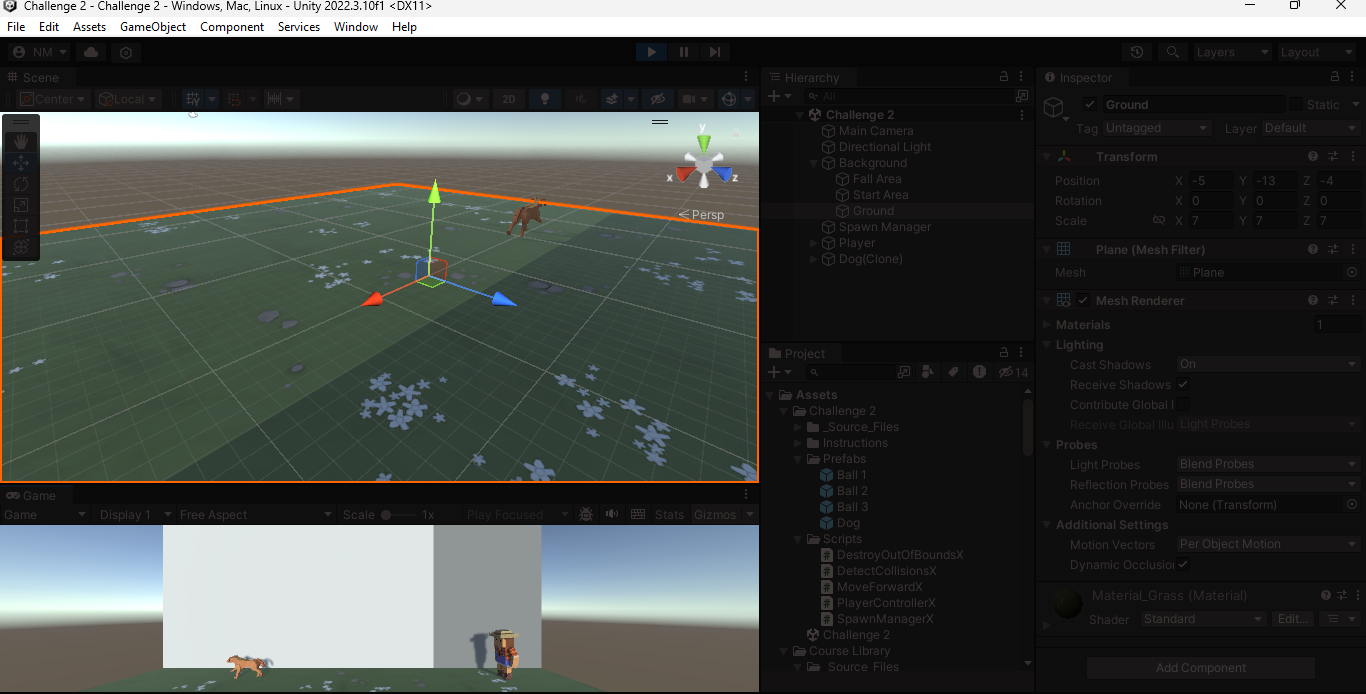 Challenge 2 - Challenge 2 - Windows, Mac, Linux - Unity 2022.3.10f1 <DX11>
File Edit Assets GameObject Component Services Window Help
NM Layers Layout
Scene
Center Local 2D
y
x z
Persp
Game
Game Display 1 Free Aspect Scale 1x Play Focused Stats Gizmos
Hierarchy
All
Challenge 2
Main Camera
Directional Light
Background
Fall Area
Start Area
Ground
Spawn Manager
Player
Dog(Clone)
Project
14
Assets
Challenge 2
_Source_Files
Instructions
Prefabs
Ball 1
Ball 2
Ball 3
Dog
Scripts
DestroyOutOfBoundsX
DetectCollisionsX
MoveForwardX
PlayerControllerX
SpawnManagerX
Challenge 2
Course Library
_Source_Files
Inspector
Ground Static
Tag Untagged Layer Default
Transform
Position X -5 Y -13 Z -4
Rotation X 0 Y 0 Z 0
Scale X 7 Y 7 Z 7
Plane (Mesh Filter)
Mesh Plane
Mesh Renderer
Materials 1
Lighting
Cast Shadows On
Receive Shadows
Contribute Global I
Receive Global Illu Light Probes
Probes
Light Probes Blend Probes
Reflection Probes Blend Probes
Anchor Override None (Transform)
Additional Settings
Motion Vectors Per Object Motion
Dynamic Occlusion
Material_Grass (Material)
Shader Standard Edit...
Add Component